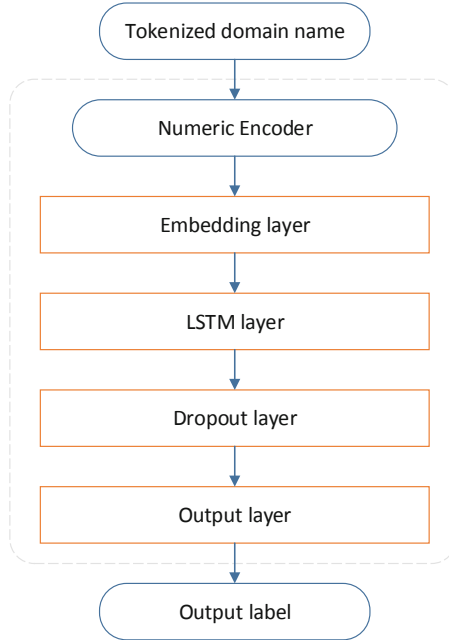 Tokenized domain name
Numeric Encoder
Embedding layer
LSTM layer
Dropout layer
Output layer
Output label